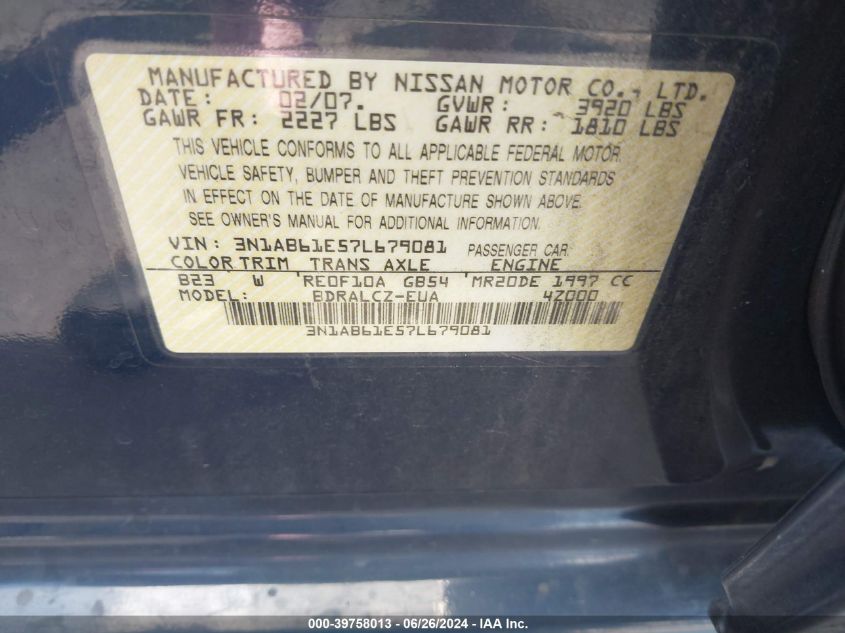 MANUFACTURED BY NISSAN MOTOR CO., LTD.
DATE: 02/07. GVWR: 3920 LBS
GAWR FR: 2227 LBS GAWR RR: 1810 LBS
THIS VEHICLE CONFORMS TO ALL APPLICABLE FEDERAL MOTOR
VEHICLE SAFETY, BUMPER AND THEFT PREVENTION STANDARDS
IN EFFECT ON THE DATE OF MANUFACTURE SHOWN ABOVE.
SEE OWNER'S MANUAL FOR ADDITIONAL INFORMATION.
VIN: 3N1AB61E57L679081 PASSENGER CAR
COLOR TRIM TRANS AXLE ENGINE
B23 W RE0F10A GB54 MR20DE 1997 CC
MODEL: BDRALCZ-EUA 4Z000
3N1AB61E57L679081
000-39758013 - 06/26/2024 - IAAI.com